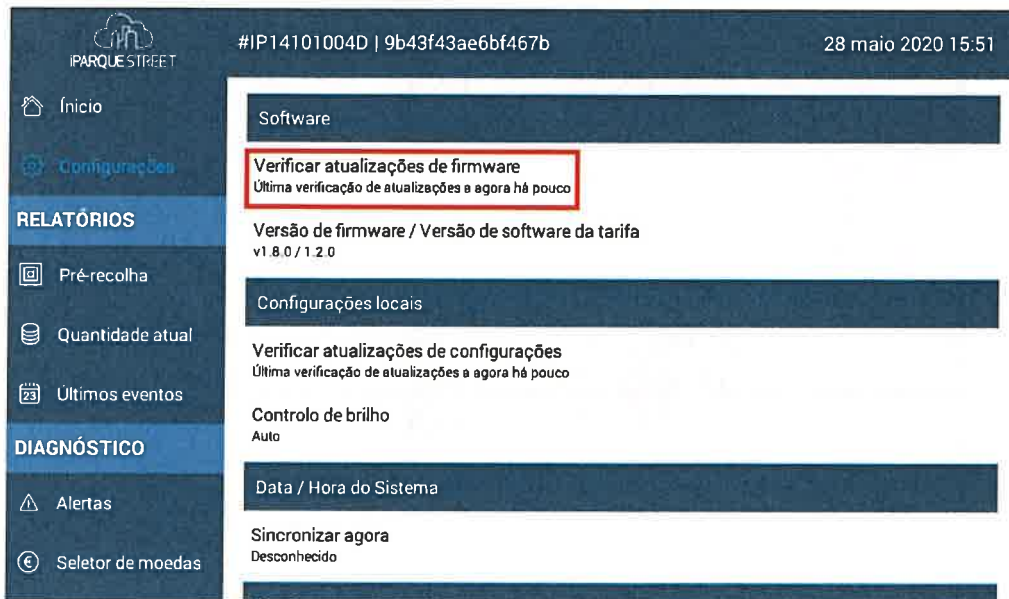 iPARQUE STREET
#IP14101004D | 9b43f43ae6bf467b
28 maio 2020 15:51
Ínicio
Configurações
RELATÓRIOS
Pré-recolha
Quantidade atual
23
Últimos eventos
DIAGNÓSTICO
Alertas
Seletor de moedas
Software
Verificar atualizações de firmware
Última verificação de atualizações a agora há pouco
Versão de firmware / Versão de software da tarifa
v1.8.0 / 1.2.0
Configurações locais
Verificar atualizações de configurações
Última verificação de atualizações a agora há pouco
Controlo de brilho
Auto
Data / Hora do Sistema
Sincronizar agora
Desconhecido